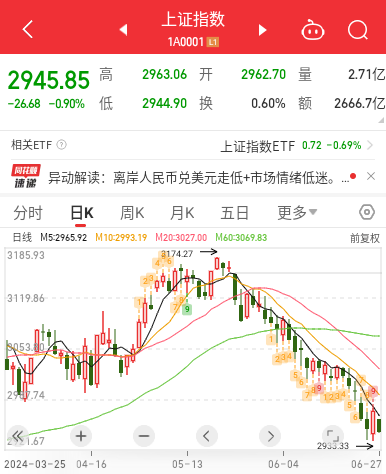 上证指数
1A0001 L1
2945.85 高 2963.06 开 2962.70 量 2.71亿
-26.68 -0.90% 低 2944.90 换 0.60% 额 2666.7亿
相关ETF ? 上证指数ETF 0.72 -0.69%
同花顺 速递 异动解读：离岸人民币兑美元走低+市场情绪低迷。...
分时 日K 周K 月K 五日 更多
日线 M5:2965.92 M10:2993.19 M20:3027.00 M60:3069.83 前复权
3185.93
3174.27
3119.86
3053.80
2987.74
2933.33
2024-03-25 04-16 05-13 06-04 06-27